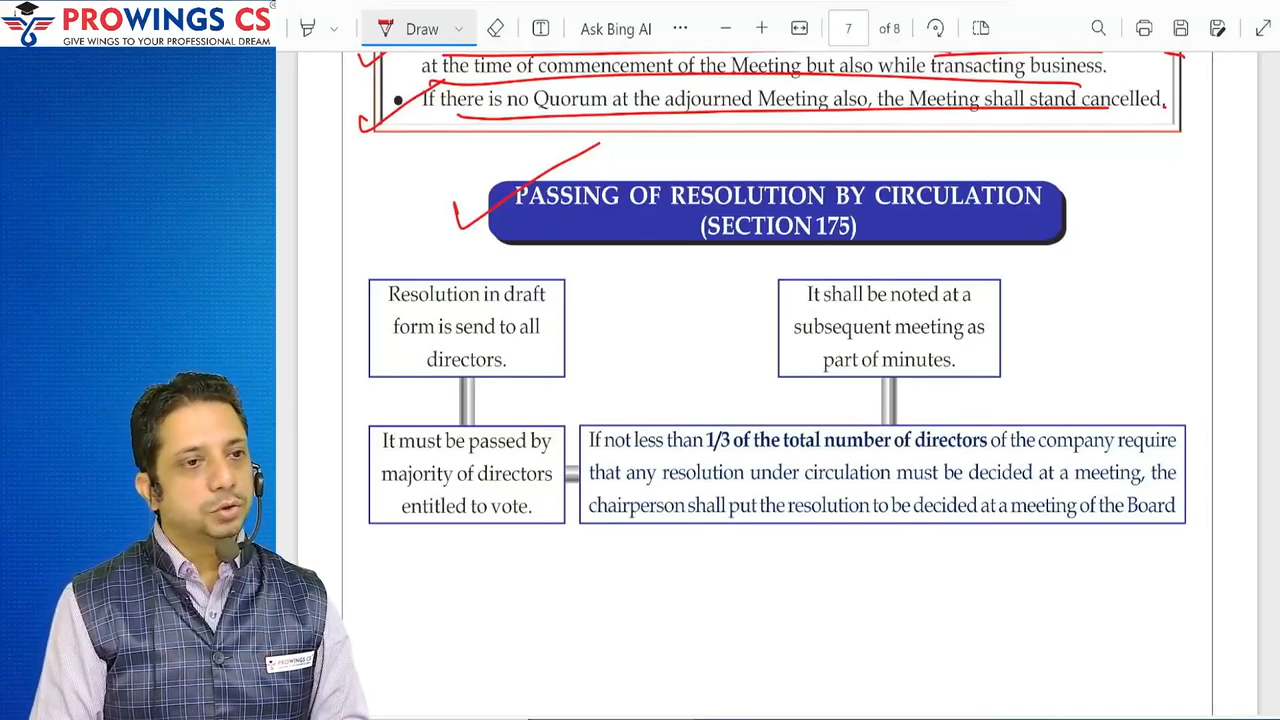 PROWINGS CS
GIVE WINGS TO YOUR PROFESSIONAL DREAM
Draw
Ask Bing AI
7
of 8
at the time of commencement of the Meeting but also while transacting business.
If there is no Quorum at the adjourned Meeting also, the Meeting shall stand cancelled.
PASSING OF RESOLUTION BY CIRCULATION
(SECTION 175)
Resolution in draft
form is send to all
directors.
It shall be noted at a
subsequent meeting as
part of minutes.
It must be passed by
majority of directors
entitled to vote.
If not less than 1/3 of the total number of directors of the company require
that any resolution under circulation must be decided at a meeting, the
chairperson shall put the resolution to be decided at a meeting of the Board
PROWINGS CS